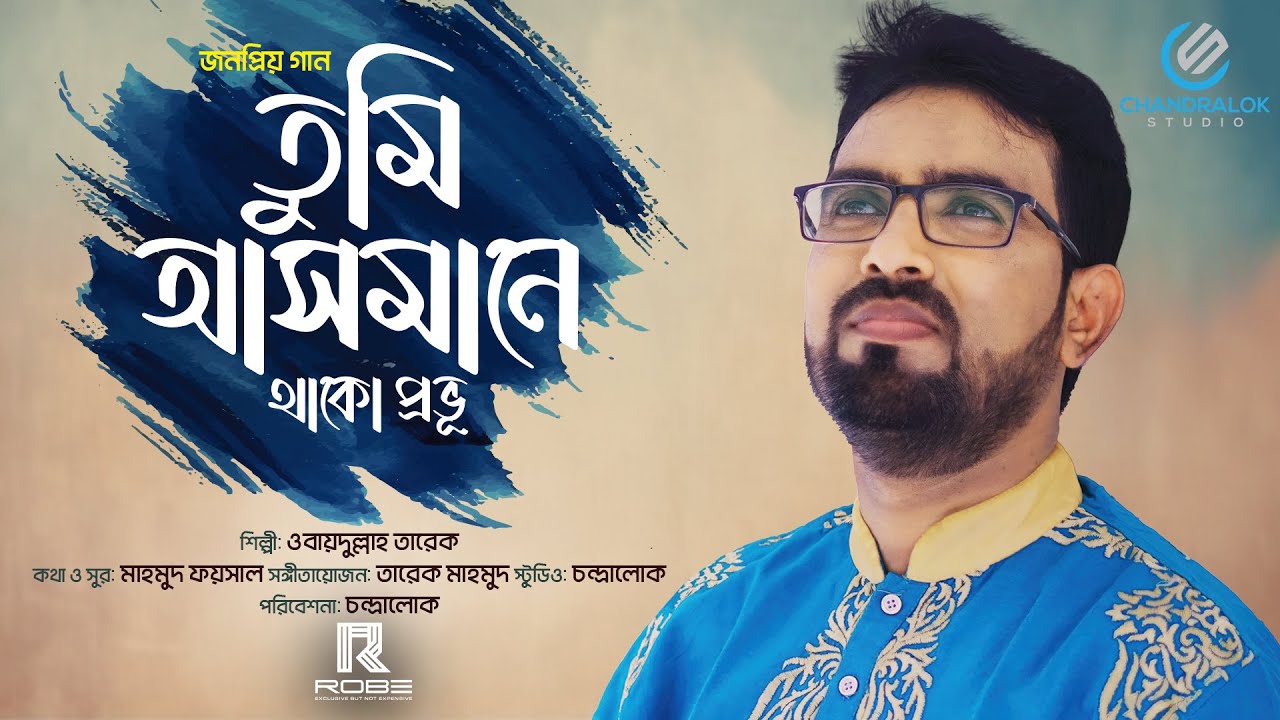 জনপ্রিয় গান
তুমি
আসমানে
থাকো প্রভূ
CHANDRALOK
STUDIO
শিল্পী: ওবায়দুল্লাহ তারেক
কথা ও সুর: মাহমুদ ফয়সাল সঙ্গীতায়োজন: তারেক মাহমুদ স্টুডিও: চন্দ্রালোক
পরিবেশনা: চন্দ্রালোক
ROBE
EXCLUSIVE BUT NOT EXPENSIVE